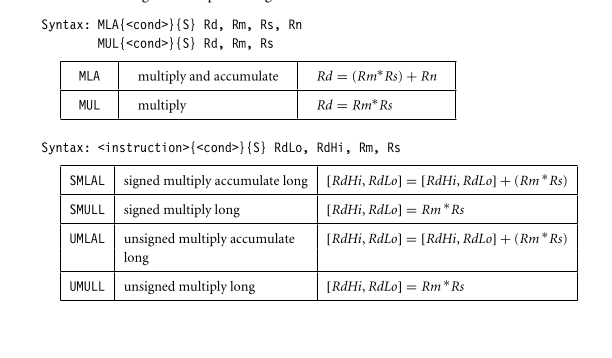 Syntax: MLA{<cond>}{S} Rd, Rm, Rs, Rn
MUL{<cond>}{S} Rd, Rm, Rs
MLA multiply and accumulate Rd = (Rm*Rs) + Rn
MUL multiply Rd = Rm*Rs
Syntax: <instruction>{<cond>}{S} RdLo, RdHi, Rm, Rs
SMLAL signed multiply accumulate long [RdHi, RdLo] = [RdHi, RdLo] + (Rm*Rs)
SMULL signed multiply long [RdHi, RdLo] = Rm*Rs
UMLAL unsigned multiply accumulate [RdHi, RdLo] = [RdHi, RdLo] + (Rm*Rs)
long
UMULL unsigned multiply long [RdHi, RdLo] = Rm*Rs